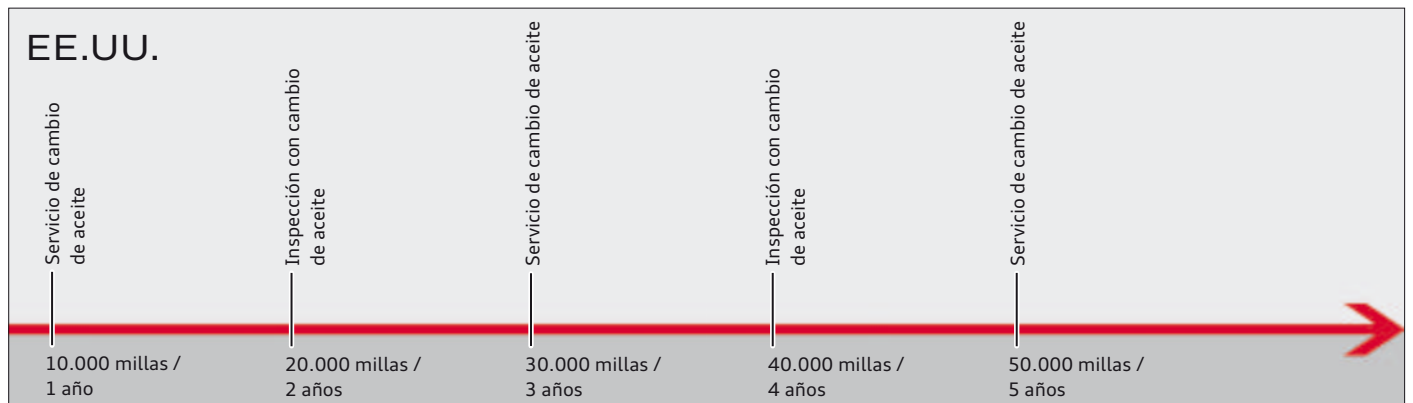 EE.UU.
Servicio de cambio
de aceite
Inspección con cambio
de aceite
Servicio de cambio de aceite
Inspección con cambio
de aceite
Servicio de cambio de aceite
10.000 millas /
1 año
20.000 millas /
2 años
30.000 millas /
3 años
40.000 millas /
4 años
50.000 millas /
5 años